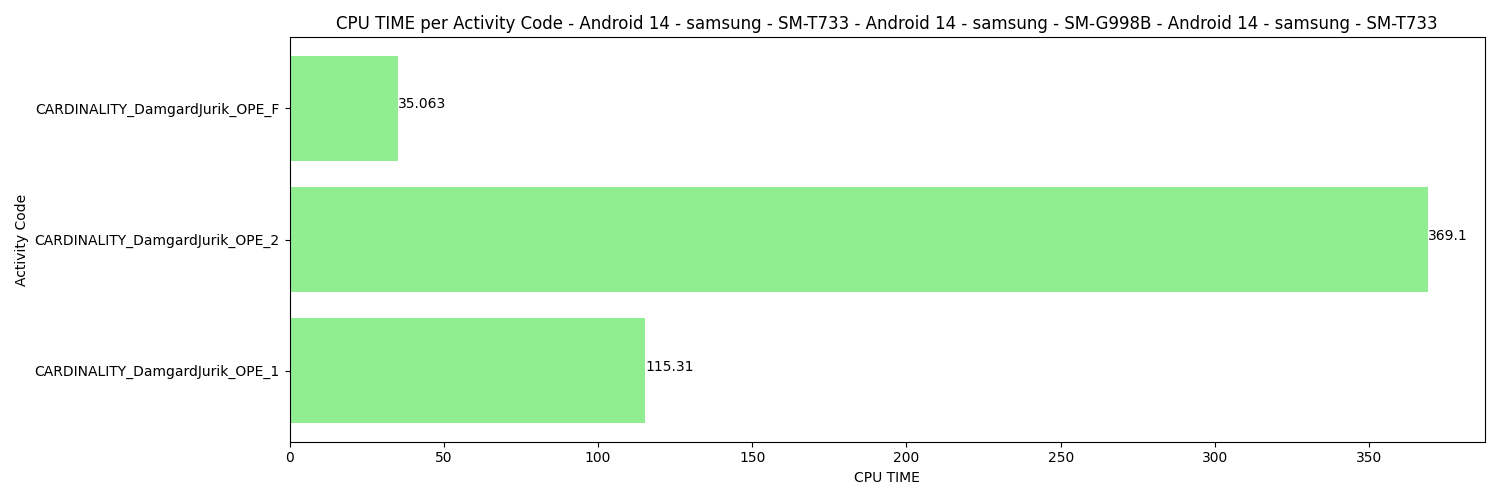 CPU TIME per Activity Code - Android 14 - samsung - SM-T733 - Android 14 - samsung - SM-G998B - Android 14 - samsung - SM-T733
CARDINALITY_DamgardJurik_OPE_F
35.063
Activity Code
CARDINALITY_DamgardJurik_OPE_2
369.1
CARDINALITY_DamgardJurik_OPE_1
115.31
0 50 100 150 200 250 300 350
CPU TIME